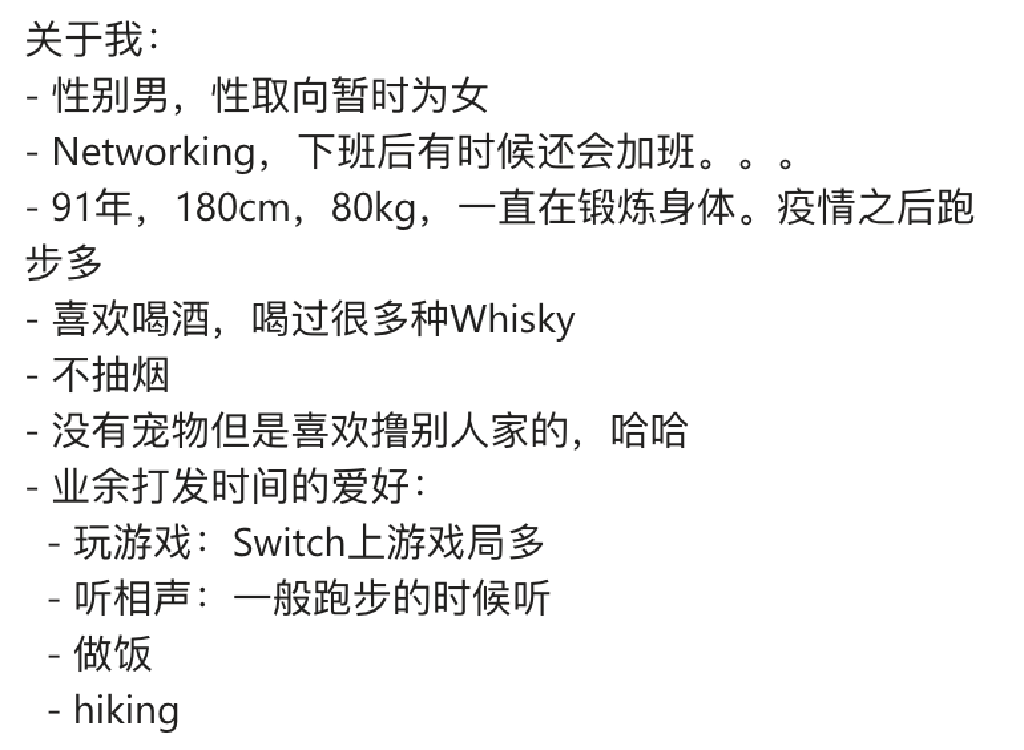 关于我：
- 性别男，性取向暂时为女
- Networking，下班后有时候还会加班。。。
- 91年，180cm，80kg，一直在锻炼身体。疫情之后跑
步多
- 喜欢喝酒，喝过很多种Whisky
- 不抽烟
- 没有宠物但是喜欢撸别人家的，哈哈
- 业余打发时间的爱好：
- 玩游戏：Switch上游戏局多
- 听相声：一般跑步的时候听
- 做饭
- hiking